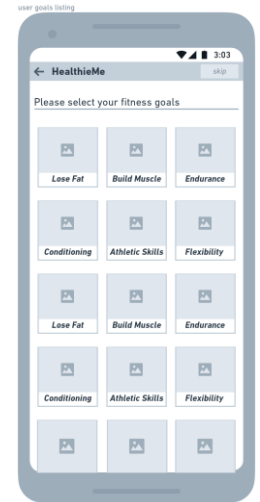 user goals listing
3:03
HealthieMe skip
Please select your fitness goals
Lose Fat Build Muscle Endurance
Conditioning Athletic Skills Flexibility
Lose Fat Build Muscle Endurance
Conditioning Athletic Skills Flexibility